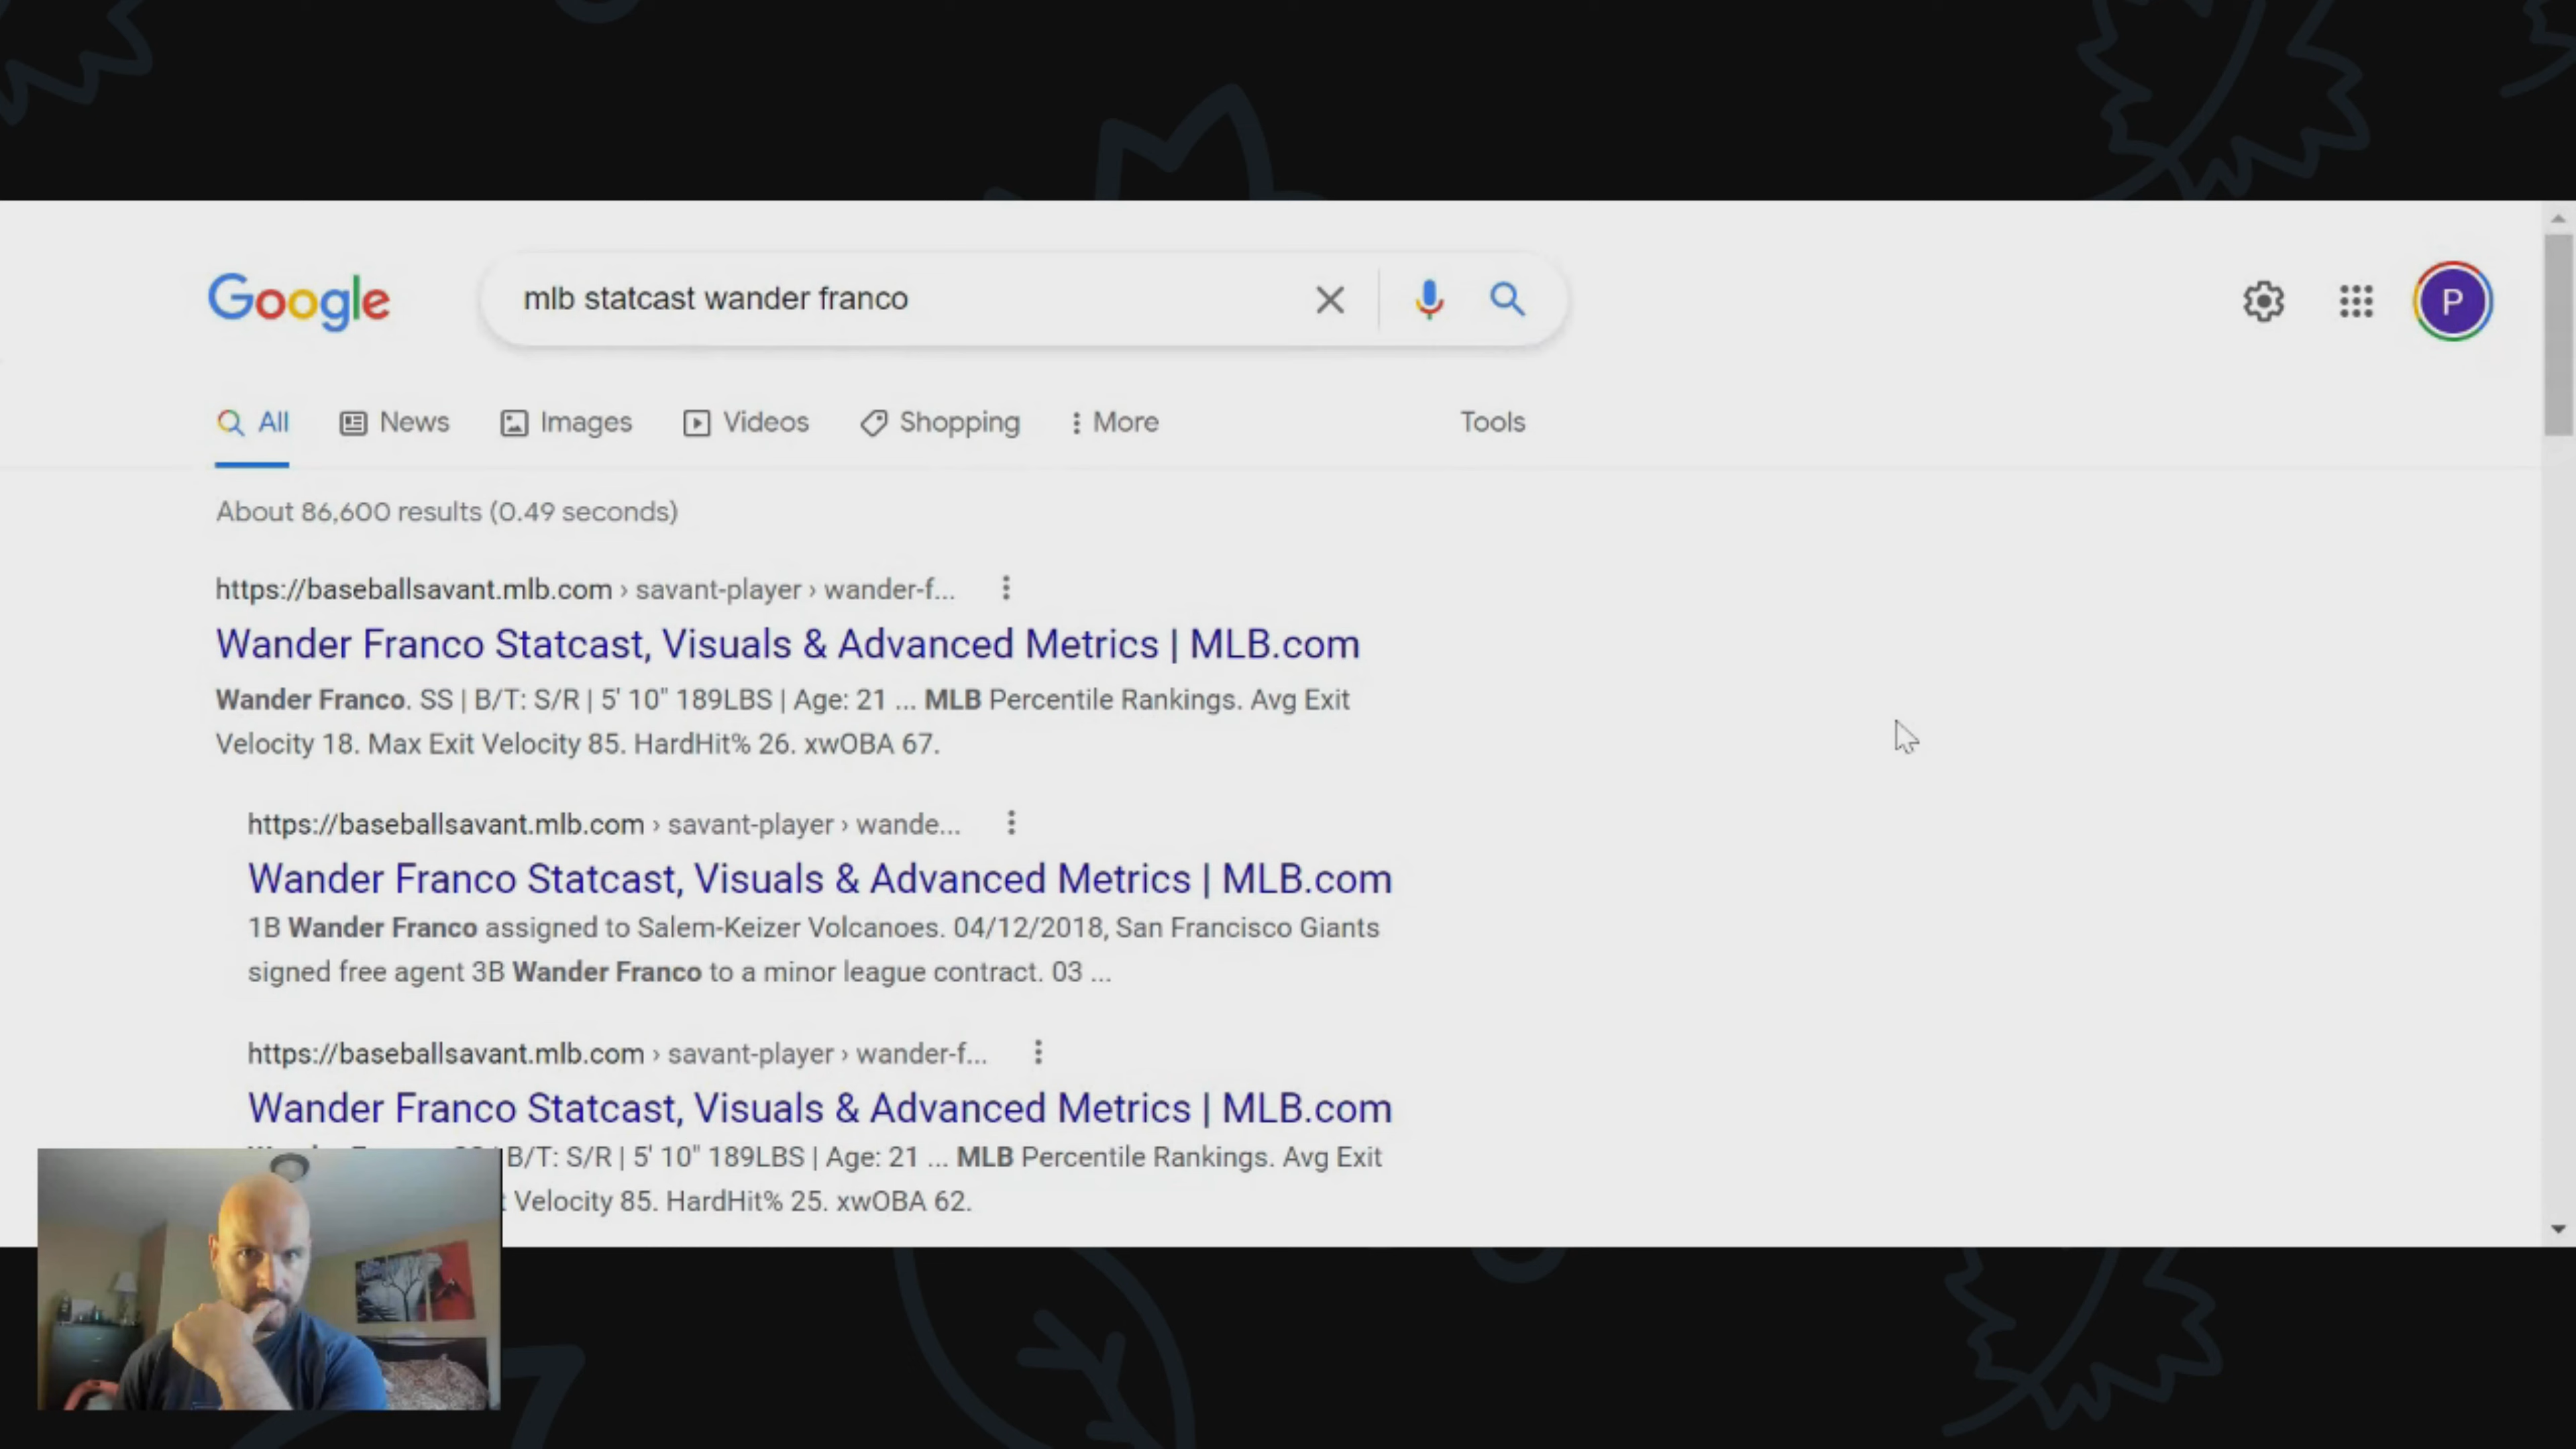 Google
mlb statcast wander franco
P
All
News
Images
Videos
Shopping
More
Tools
About 86,600 results (0.49 seconds)
https://baseballsavant.mlb.com › savant-player › wander-f...
Wander Franco Statcast, Visuals & Advanced Metrics | MLB.com
Wander Franco. SS | B/T: S/R | 5' 10" 189LBS | Age: 21 ... MLB Percentile Rankings. Avg Exit
Velocity 18. Max Exit Velocity 85. HardHit% 26. xwOBA 67.
https://baseballsavant.mlb.com › savant-player › wande...
Wander Franco Statcast, Visuals & Advanced Metrics | MLB.com
1B Wander Franco assigned to Salem-Keizer Volcanoes. 04/12/2018, San Francisco Giants
signed free agent 3B Wander Franco to a minor league contract. 03 ...
https://baseballsavant.mlb.com › savant-player › wander-f...
Wander Franco Statcast, Visuals & Advanced Metrics | MLB.com
B/T: S/R | 5' 10" 189LBS | Age: 21 ... MLB Percentile Rankings. Avg Exit
Velocity 85. HardHit% 25. xwOBA 62.